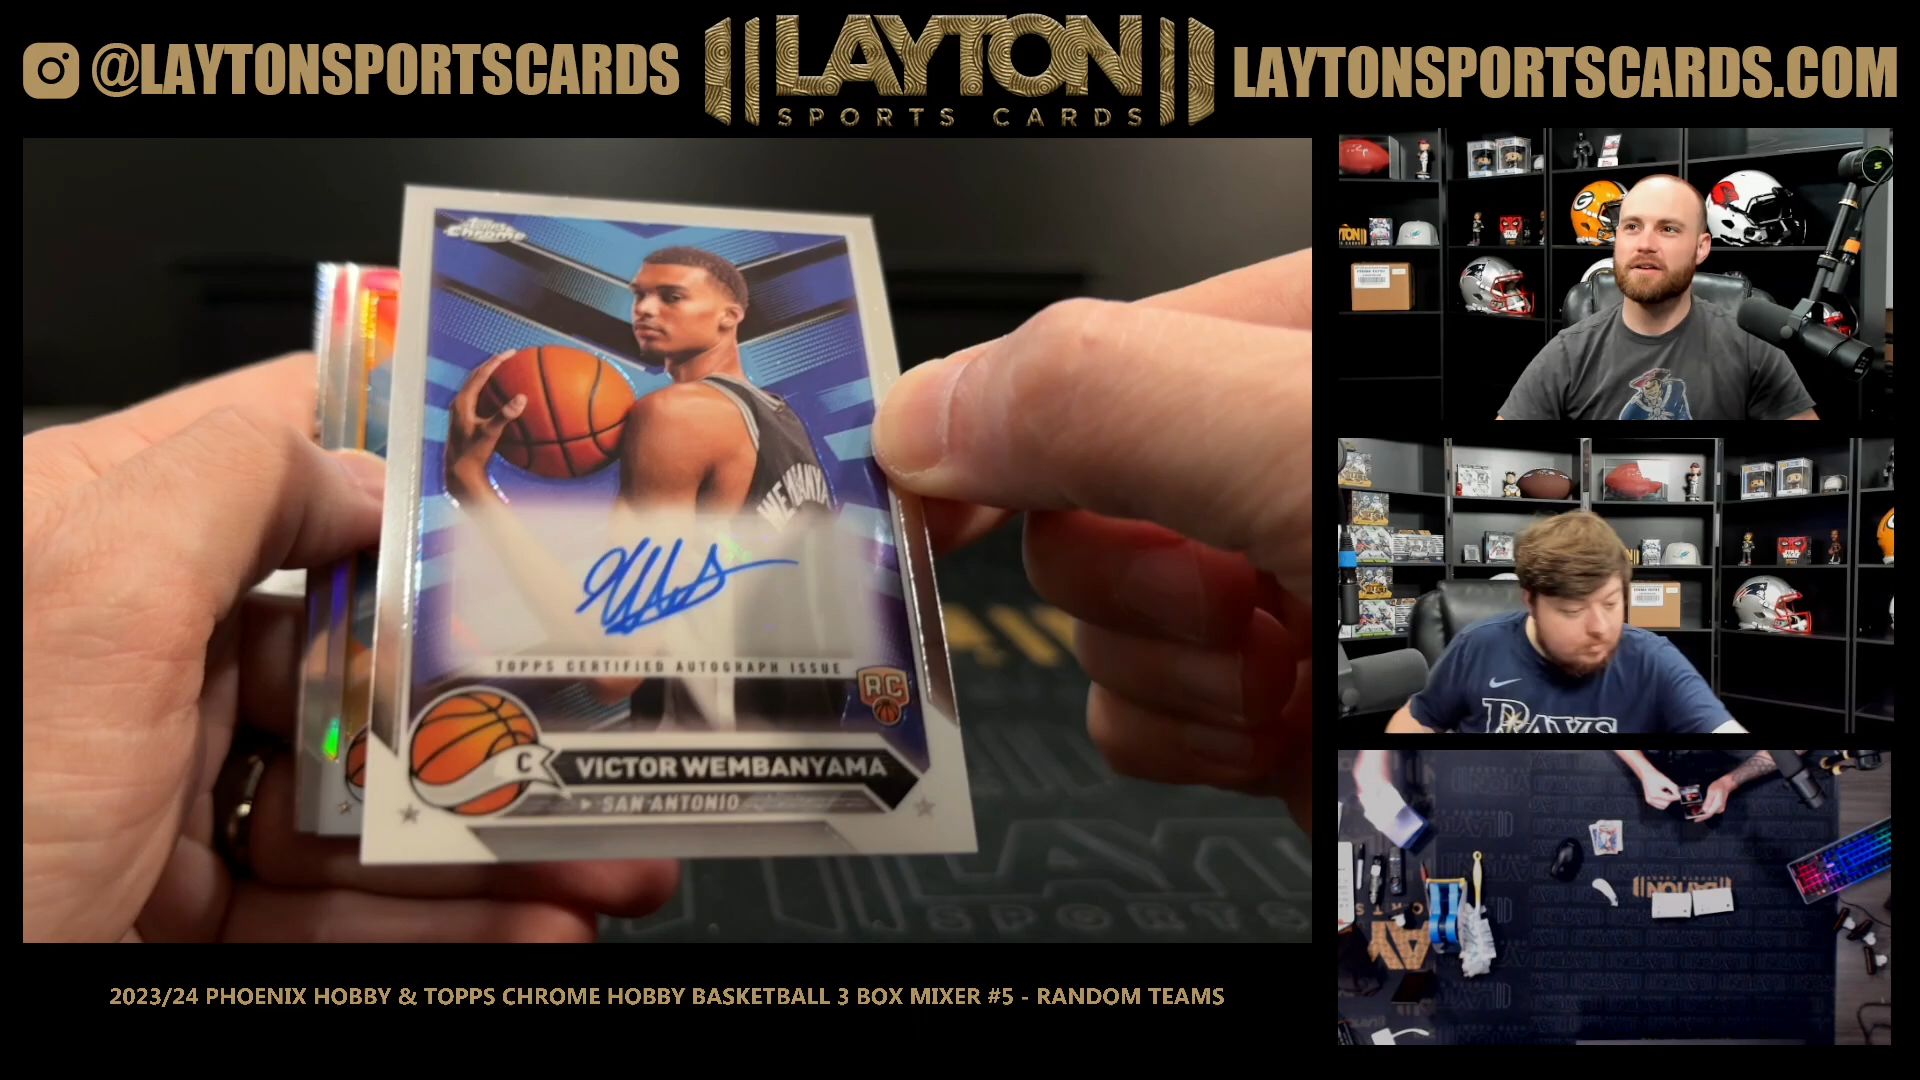 @LAYTONSPORTSCARDS
LAYTON
SPORTS CARDS
LAYTONSPORTSCARDS.COM
Topps
Chrome
TOPPS CERTIFIED AUTOGRAPH ISSUE
RC
C
VICTOR WEMBANYAMA
SAN ANTONIO
RAYS
2023/24 PHOENIX HOBBY & TOPPS CHROME HOBBY BASKETBALL 3 BOX MIXER #5 - RANDOM TEAMS